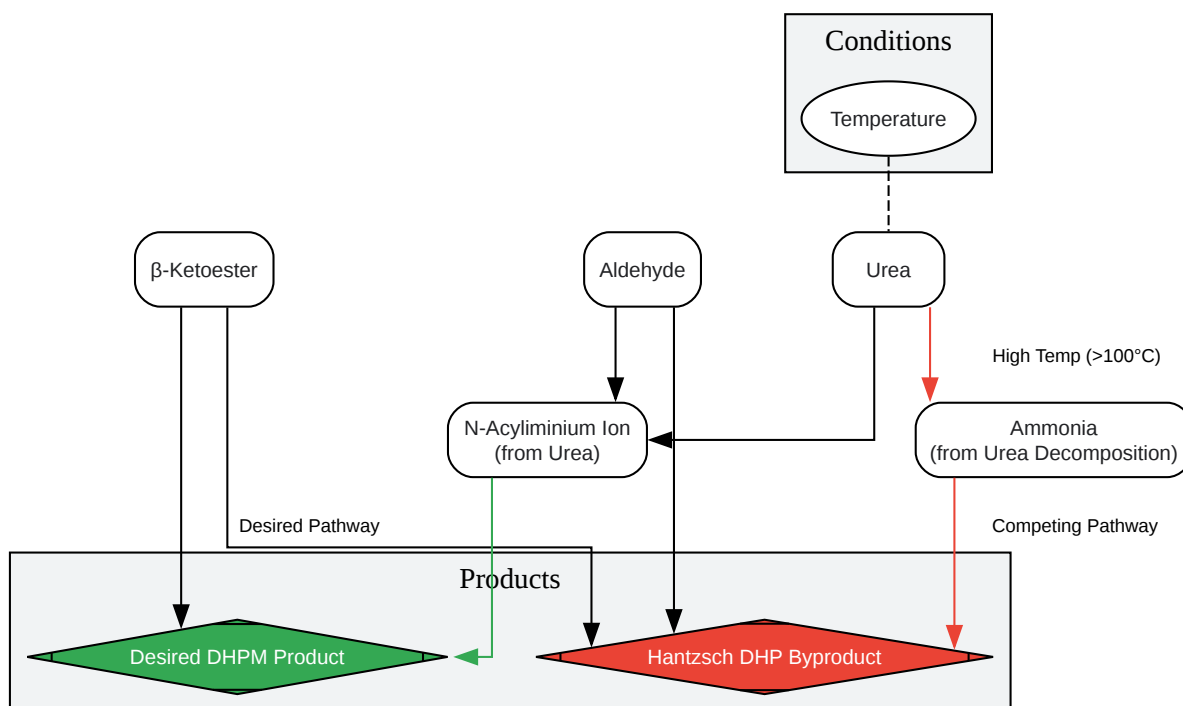 Conditions
Temperature
β-Ketoester
Aldehyde
Urea
High Temp (>100°C)
N-Acyliminium Ion
(from Urea)
Ammonia
(from Urea Decomposition)
Desired Pathway
Competing Pathway
Products
Desired DHPM Product
Hantzsch DHP Byproduct